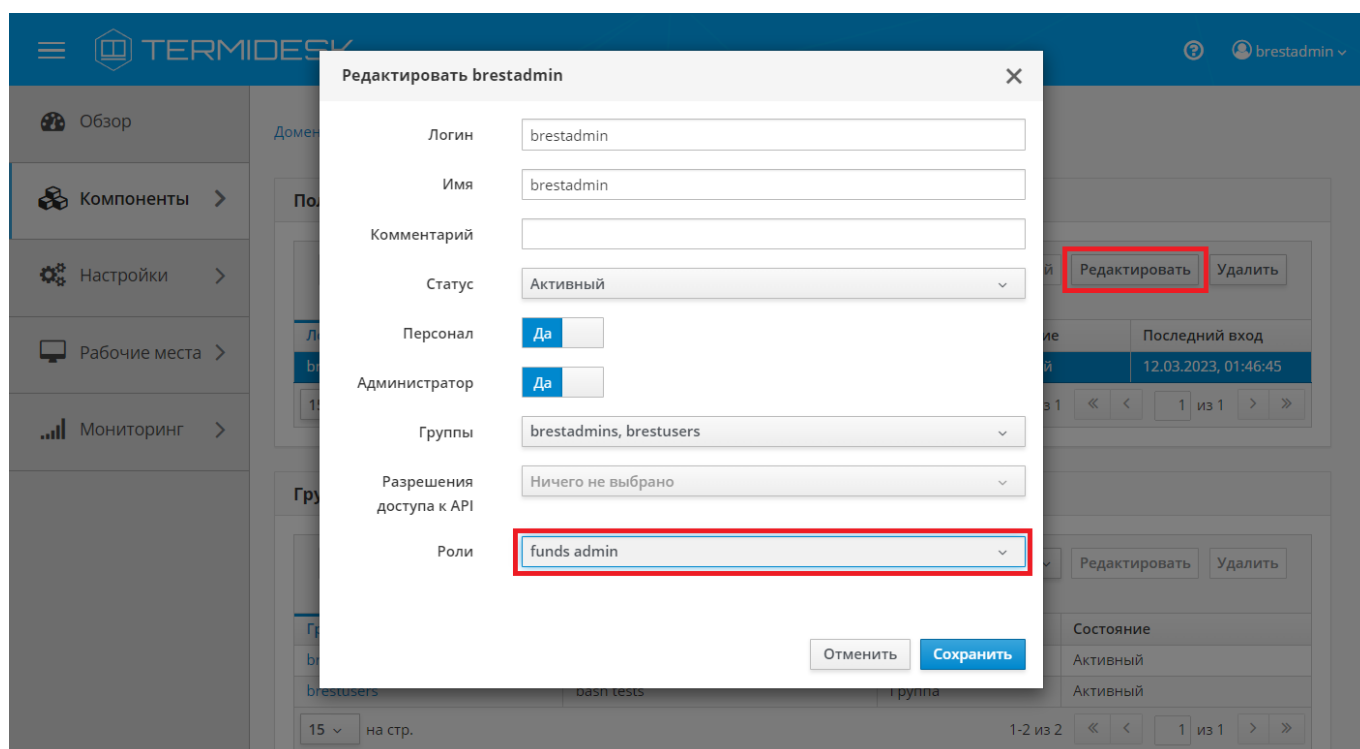 TERMIDESK
brestadmin
Редактировать brestadmin
Обзор
Домен
Логин
brestadmin
Имя
brestadmin
Компоненты
Пол
Комментарий
Статус
Активный
й
Редактировать
Удалить
Настройки
Персонал
Да
Последний вход
Рабочие места
Администратор
Да
12.03.2023, 01:46:45
Группы
brestadmins, brestusers
1 из 1
Мониторинг
Разрешения
доступа к API
Ничего не выбрано
Роли
funds admin
Редактировать
Удалить
Состояние
Отменить
Сохранить
Активный
brestusers
bash tests
Группа
Активный
15
на стр.
1-2 из 2
1 из 1